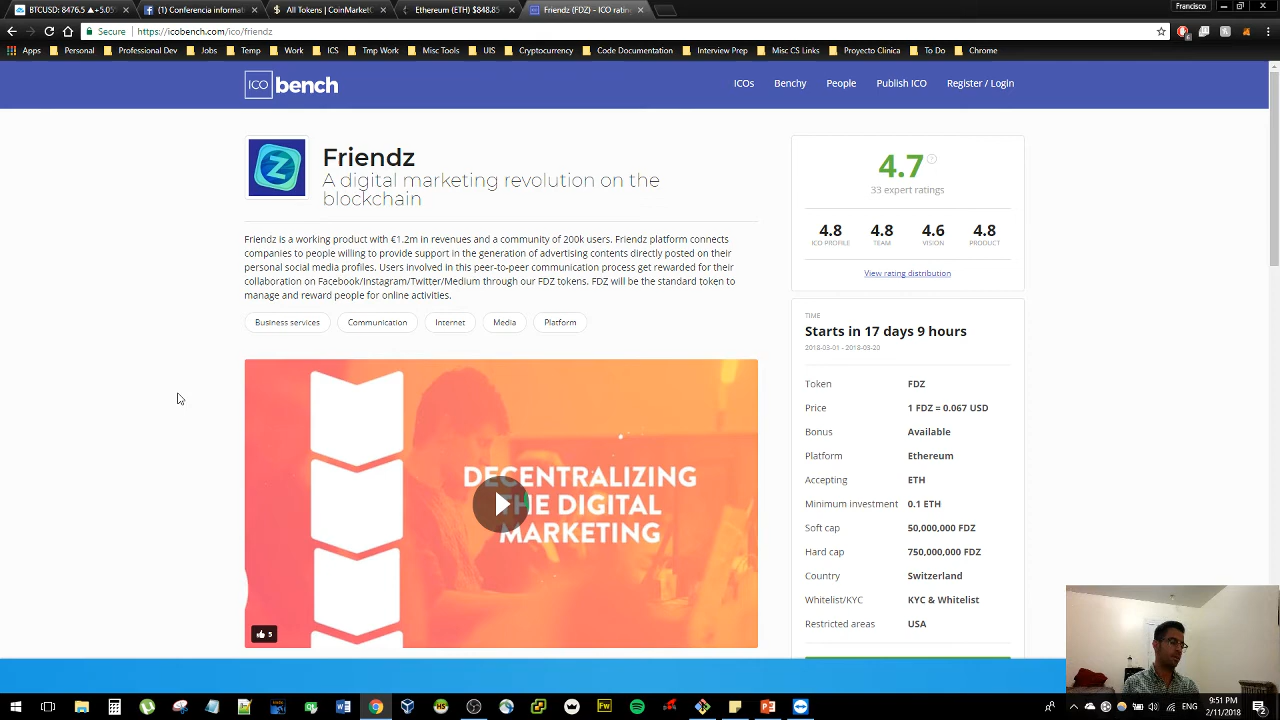 BTCUSD: 8476.5 ▲+5.05
(1) Conferencia informat
All Tokens | CoinMarketC
Ethereum (ETH) $848.85
Friendz (FDZ) - ICO rating
Francisco
Secure
https://icobench.com/ico/friendz
Apps
Personal
Professional Dev
Jobs
Temp
Work
ICS
Tmp Work
Misc Tools
UIS
Cryptocurrency
Code Documentation
Interview Prep
Misc CS Links
Proyecto Clinica
To Do
Chrome
ICO bench
ICOs
Benchy
People
Publish ICO
Register / Login
Friendz
A digital marketing revolution on the
blockchain
Friendz is a working product with €1.2m in revenues and a community of 200k users. Friendz platform connects
companies to people willing to provide support in the generation of advertising contents directly posted on their
personal social media profiles. Users involved in this peer-to-peer communication process get rewarded for their
collaboration on Facebook/Instagram/Twitter/Medium through our FDZ tokens. FDZ will be the standard token to
manage and reward people for online activities.
Business services
Communication
Internet
Media
Platform
DECENTRALIZING
THE DIGITAL
MARKETING
5
4.7
33 expert ratings
4.8 4.8 4.6 4.8
ICO PROFILE TEAM VISION PRODUCT
View rating distribution
TIME
Starts in 17 days 9 hours
2018-03-01 - 2018-03-20
Token FDZ
Price 1 FDZ = 0.067 USD
Bonus Available
Platform Ethereum
Accepting ETH
Minimum investment 0.1 ETH
Soft cap 50,000,000 FDZ
Hard cap 750,000,000 FDZ
Country Switzerland
Whitelist/KYC KYC & Whitelist
Restricted areas USA
9:51 PM
2/11/2018